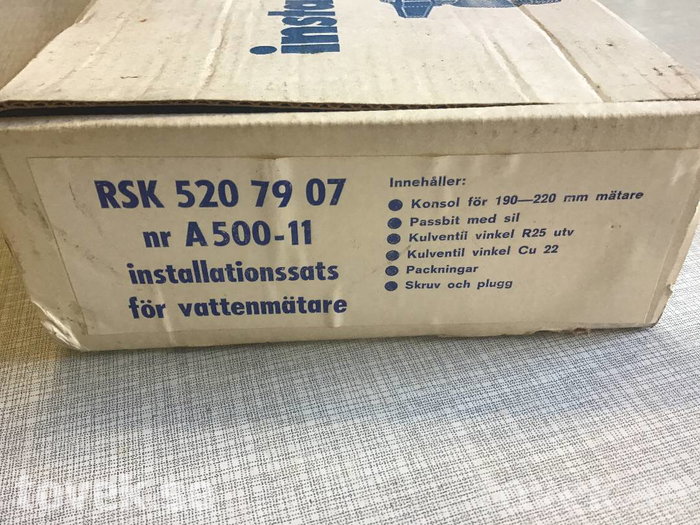 insta
RSK 520 79 07
nr A500-11
installationssats
för vattenmätare
Innehåller:
Konsol för 190—220 mm mätare
Passbit med sil
Kulventil vinkel R25 utv
Kulventil vinkel Cu 22
Packningar
Skruv och plugg